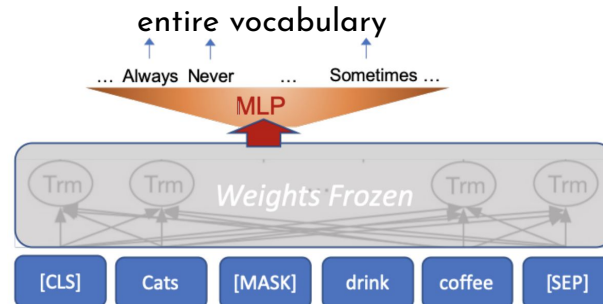 entire vocabulary
... Always Never ... Sometimes ...
MLP
Trm Trm ... Trm Trm
Weights Frozen
[CLS] Cats [MASK] drink coffee [SEP]